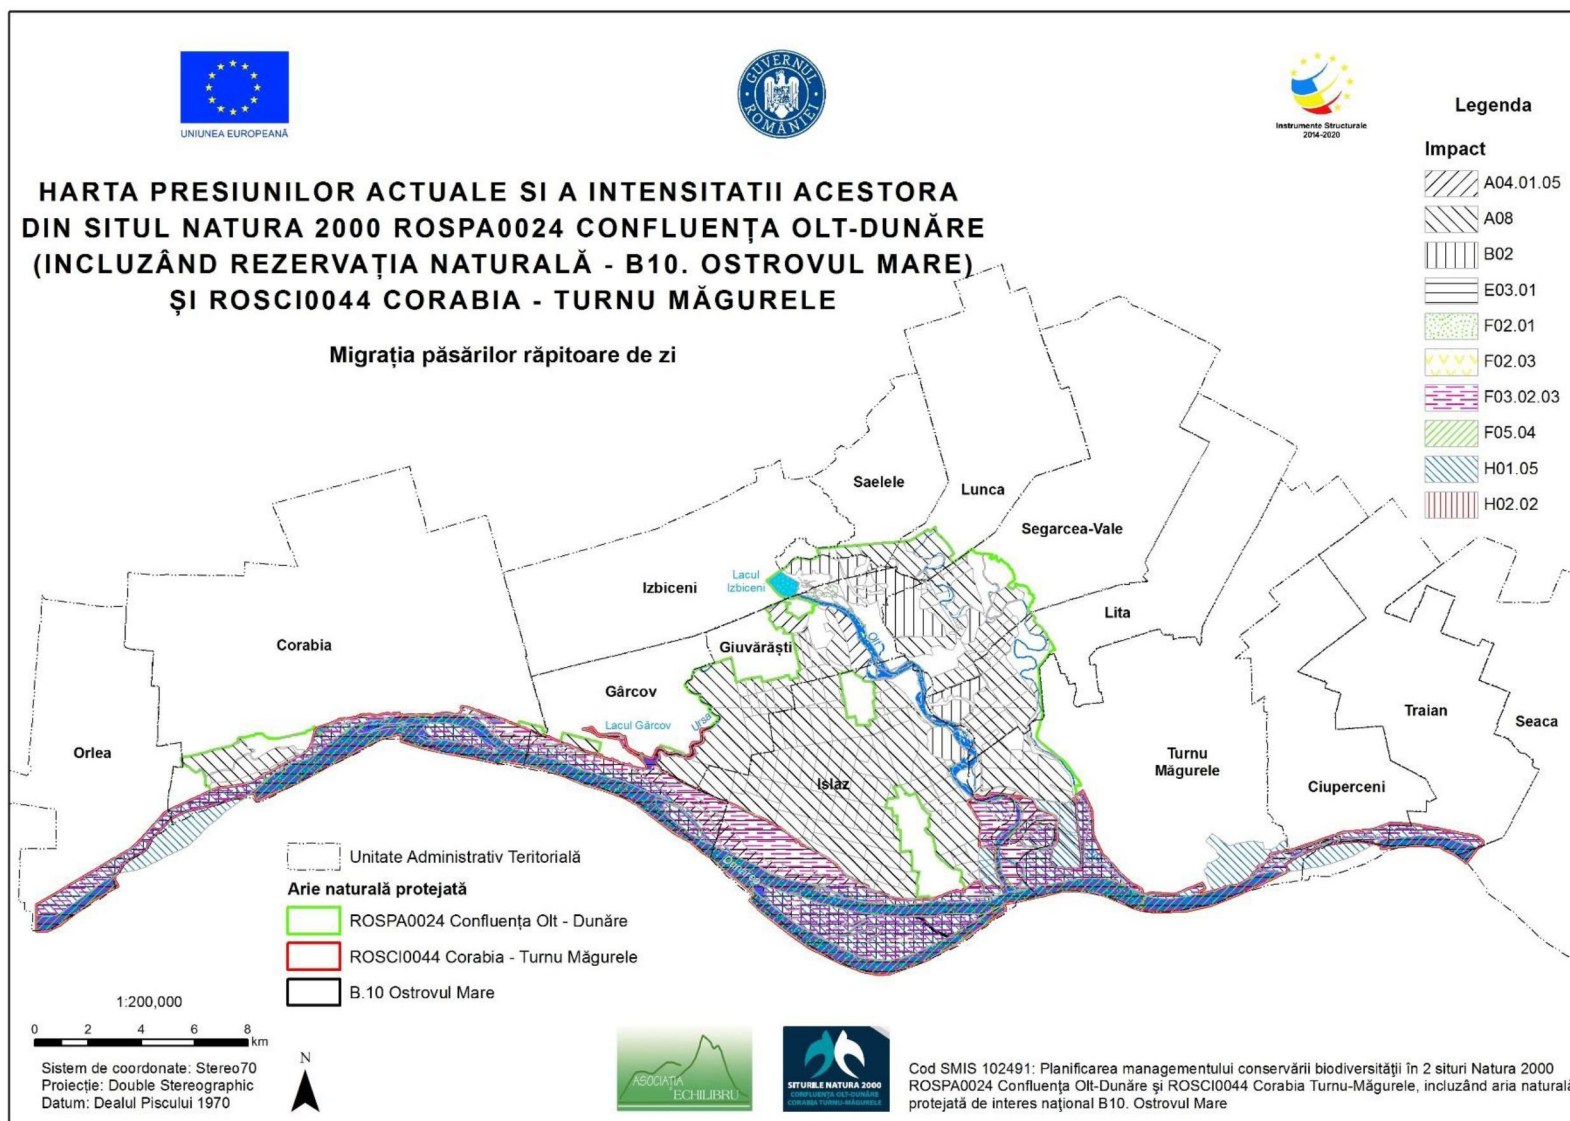 UNIUNEA EUROPEANĂ
GUVERNUL ROMÂNIEI
Instrumente Structurale
2014-2020
HARTA PRESIUNILOR ACTUALE SI A INTENSITATII ACESTORA
DIN SITUL NATURA 2000 ROSPA0024 CONFLUENȚA OLT-DUNĂRE
(INCLUZÂND REZERVAȚIA NATURALĂ - B10. OSTROVUL MARE)
ȘI ROSCI0044 CORABIA - TURNU MĂGURELE
Migrația păsărilor răpitoare de zi
Legenda
Impact
A04.01.05
A08
B02
E03.01
F02.01
F02.03
F03.02.03
F05.04
H01.05
H02.02
Saelele
Lunca
Segarcea-Vale
Izbiceni
Lacul
Izbiceni
Lita
Corabia
Giuvărăști
Olt
Gârcov
Lacul Gârcov
Ursa
Orlea
Islaz
Turnu
Măgurele
Traian
Seaca
Ciuperceni
Unitate Administrativ Teritorială
Arie naturală protejată
ROSPA0024 Confluența Olt - Dunăre
ROSCI0044 Corabia - Turnu Măgurele
B.10 Ostrovul Mare
1:200,000
0 2 4 6 8
km
Sistem de coordonate: Stereo70
Proiecție: Double Stereographic
Datum: Dealul Piscului 1970
N
ASOCIAȚIA
ECHILIBRU
SITURILE NATURA 2000
CONFLUENȚA OLT-DUNĂRE
CORABIA TURNU-MĂGURELE
Cod SMIS 102491: Planificarea managementului conservării biodiversității în 2 situri Natura 2000
ROSPA0024 Confluența Olt-Dunăre și ROSCI0044 Corabia Turnu-Măgurele, incluzând aria naturală
protejată de interes național B10. Ostrovul Mare